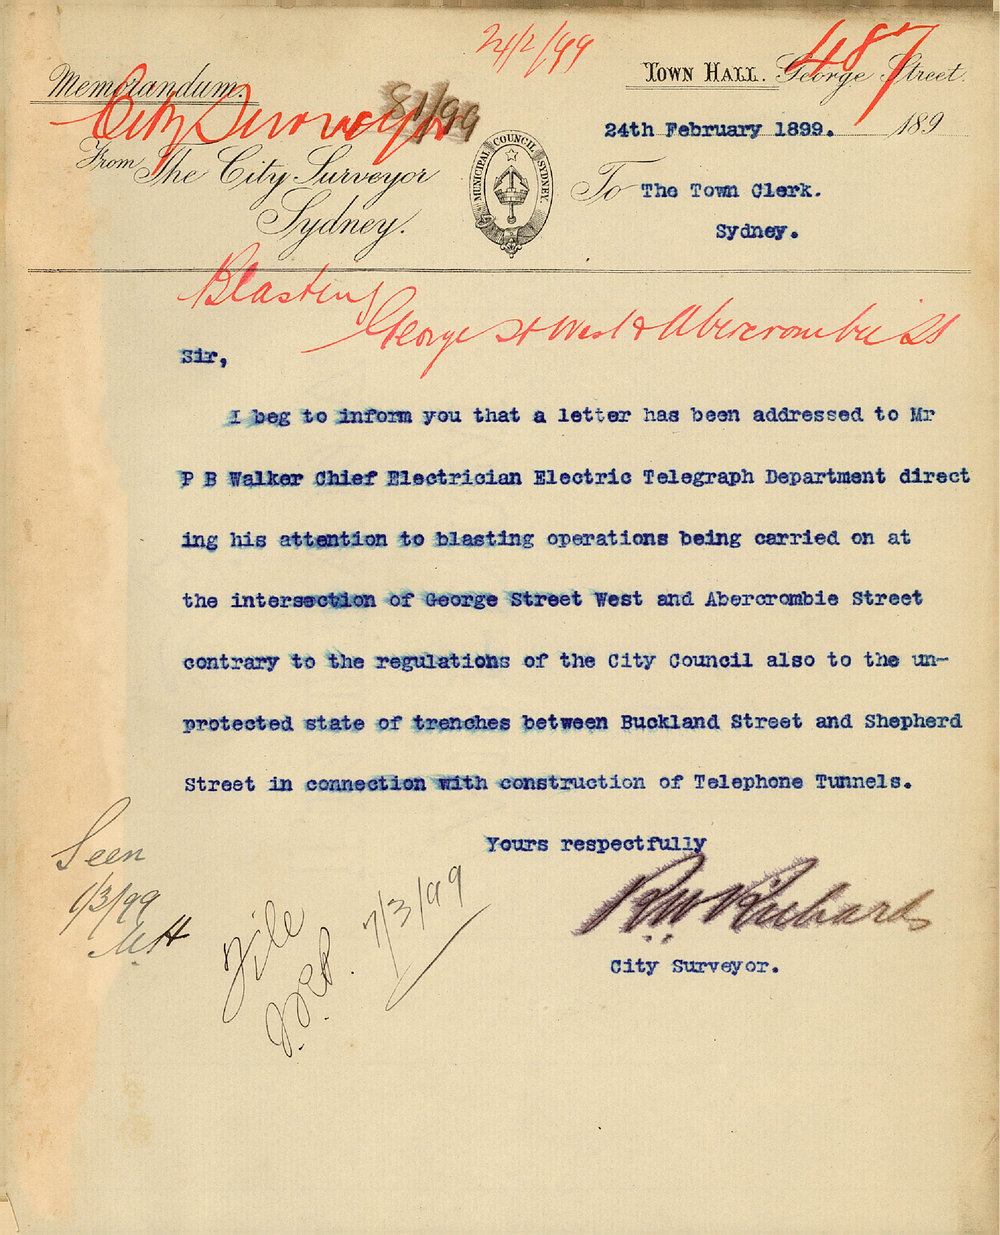 24/2/99
487
Memorandum.
Town Hall. George Street.
City Surveyor
81/99
24th February 1899. 189
From The City Surveyor
Sydney.
MUNICIPAL COUNCIL SYDNEY.
To The Town Clerk.
Sydney.
Blasting
George St West & Abercrombie St
Sir,
I beg to inform you that a letter has been addressed to Mr
P B Walker Chief Electrician Electric Telegraph Department direct
ing his attention to blasting operations being carried on at
the intersection of George Street West and Abercrombie Street
contrary to the regulations of the City Council also to the un-
protected state of trenches between Buckland Street and Shepherd
Street in connection with construction of Telephone Tunnels.
Yours respectfully
RW Richards
City Surveyor.
Seen
1/3/99
File
7/3/99